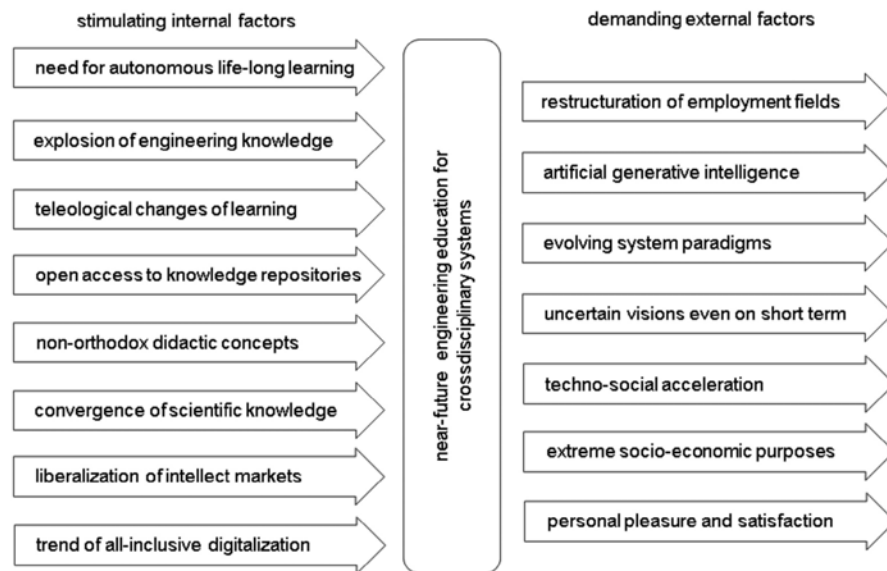 stimulating internal factors
need for autonomous life-long learning
explosion of engineering knowledge
teleological changes of learning
open access to knowledge repositories
non-orthodox didactic concepts
convergence of scientific knowledge
liberalization of intellect markets
trend of all-inclusive digitalization
near-future engineering education for
crossdisciplinary systems
demanding external factors
restructuration of employment fields
artificial generative intelligence
evolving system paradigms
uncertain visions even on short term
techno-social acceleration
extreme socio-economic purposes
personal pleasure and satisfaction